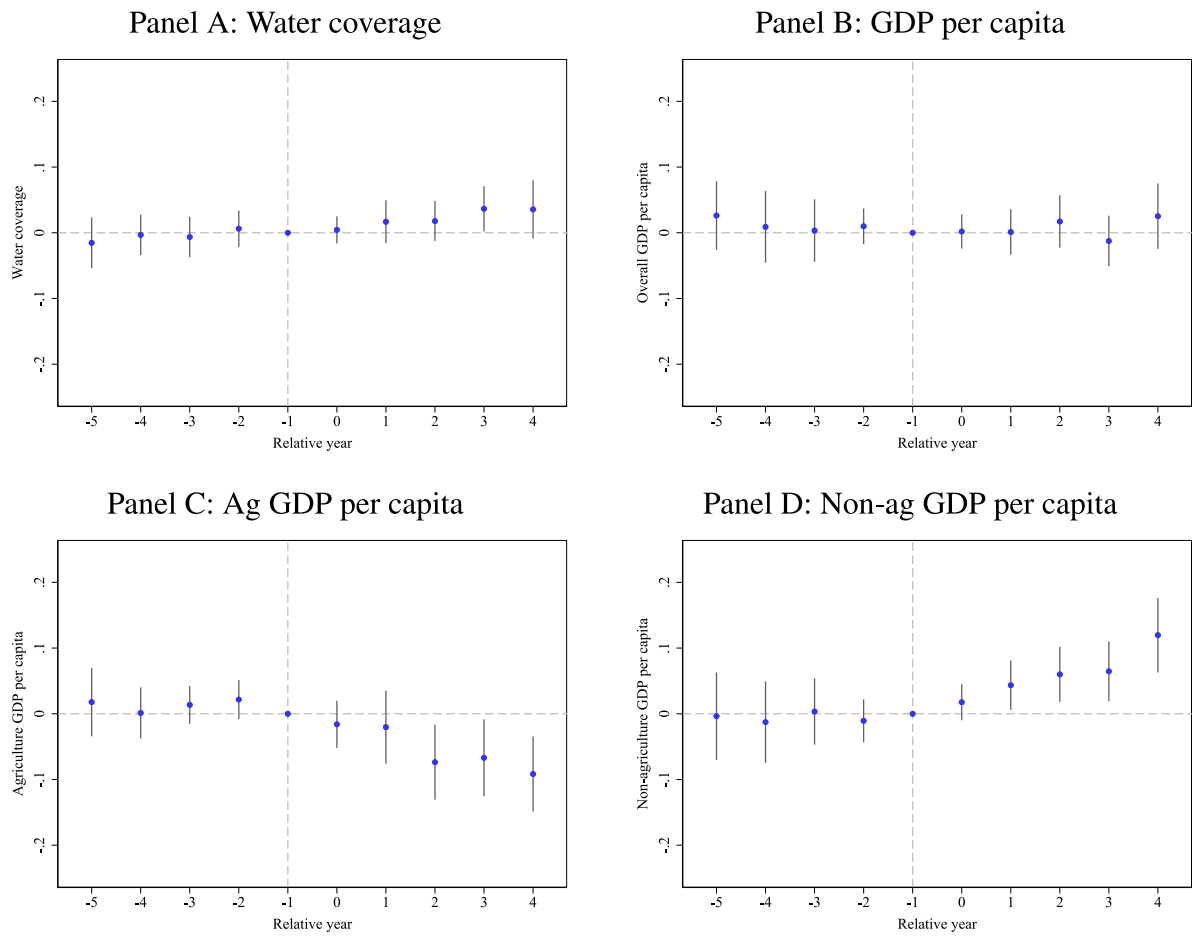 Panel A: Water coverage
Water coverage
.2
.1
0
-.1
-.2
-5 -4 -3 -2 -1 0 1 2 3 4
Relative year
Panel B: GDP per capita
Overall GDP per capita
.2
.1
0
-.1
-.2
-5 -4 -3 -2 -1 0 1 2 3 4
Relative year
Panel C: Ag GDP per capita
Agriculture GDP per capita
.2
.1
0
-.1
-.2
-5 -4 -3 -2 -1 0 1 2 3 4
Relative year
Panel D: Non-ag GDP per capita
Non-agriculture GDP per capita
.2
.1
0
-.1
-.2
-5 -4 -3 -2 -1 0 1 2 3 4
Relative year